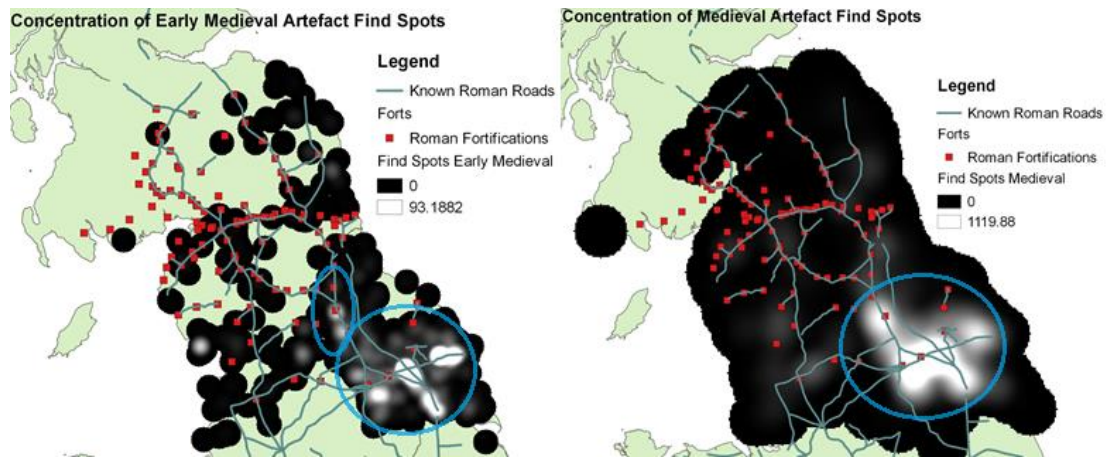 Concentration of Early Medieval Artefact Find Spots
Legend
Known Roman Roads
Forts
Roman Fortifications
Find Spots Early Medieval
0
93.1882
Concentration of Medieval Artefact Find Spots
Legend
Known Roman Roads
Forts
Roman Fortifications
Find Spots Medieval
0
1119.88